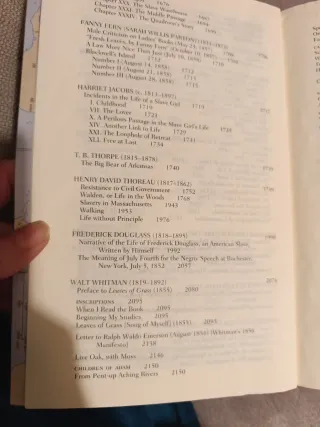 Chapter XXI. The Slave Warehouse
Chapter XXXI. The Middle Passage 1691
Chapter XXXIV. The Quadroon's Story
FANNY FERN (SARAH WILLIS PARTON) (1811–1872)
Male Criticism on Ladies' Books (May 23, 1857)
"Fresh Leaves, by Fanny Fern" (October 10, 1857)
A Law More Nice Than Just (July 10, 1858)
Blackwell's Island
Number I (August 14, 1858) 1712
Number II (August 21, 1858) 1713
Number III (August 28, 1858)
HARRIET JACOBS (c. 1813–1897)
Incidents in the Life of a Slave Girl 1719
I. Childhood 1719
VII. The Lover 1722
X. A Perilous Passage in the Slave Girl's Life
XIV. Another Link to Life 1729
XXI. The Loophole of Retreat 1731
XLI. Free at Last 1734
T. B. THORPE (1815–1878)
The Big Bear of Arkansas 1740
HENRY DAVID THOREAU (1817–1862)
Resistance to Civil Government 1752
Walden, or Life in the Woods 1768
Slavery in Massachusetts 1943
Walking 1953
Life without Principle 1976
FREDERICK DOUGLASS (1818–1895)
Narrative of the Life of Frederick Douglass, an American Slave,
Written by Himself 1992
The Meaning of July Fourth for the Negro, Speech at Rochester,
New York, July 5, 1852 2057
WALT WHITMAN (1819–1892)
Preface to Leaves of Grass (1855)
INSCRIPTIONS 2095
When I Read the Book 2095
Beginning My Studies 2095
Leaves of Grass [Song of Myself] (1855) 2095
Letter to Ralph Waldo Emerson (August 1856) [Whitman's 1856
Manifesto] 2138
Live Oak, with Moss 2146
CHILDREN OF ADAM 2150
From Pent-up Aching Rivers 2150